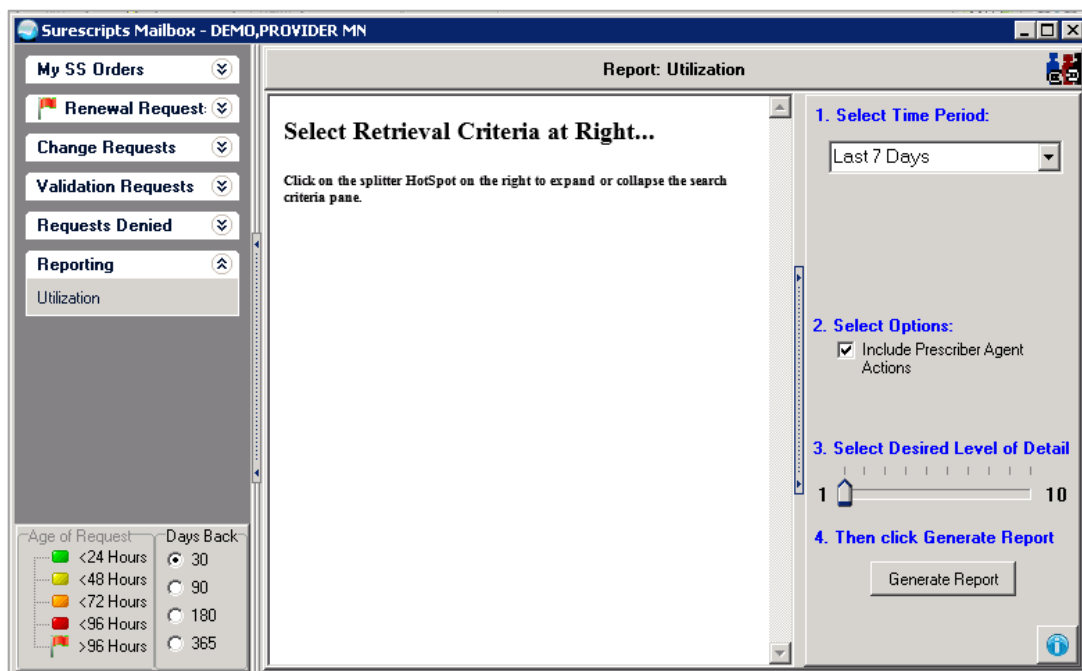 Surescripts Mailbox - DEMO,PROVIDER MN
My SS Orders
Renewal Request:
Change Requests
Validation Requests
Requests Denied
Reporting
Utilization
Age of Request
<24 Hours
<48 Hours
<72 Hours
<96 Hours
>96 Hours
Days Back
30
90
180
365
Report: Utilization
Select Retrieval Criteria at Right...
Click on the splitter HotSpot on the right to expand or collapse the search
criteria pane.
1. Select Time Period:
Last 7 Days
2. Select Options:
Include Prescriber Agent
Actions
3. Select Desired Level of Detail
1 10
4. Then click Generate Report
Generate Report